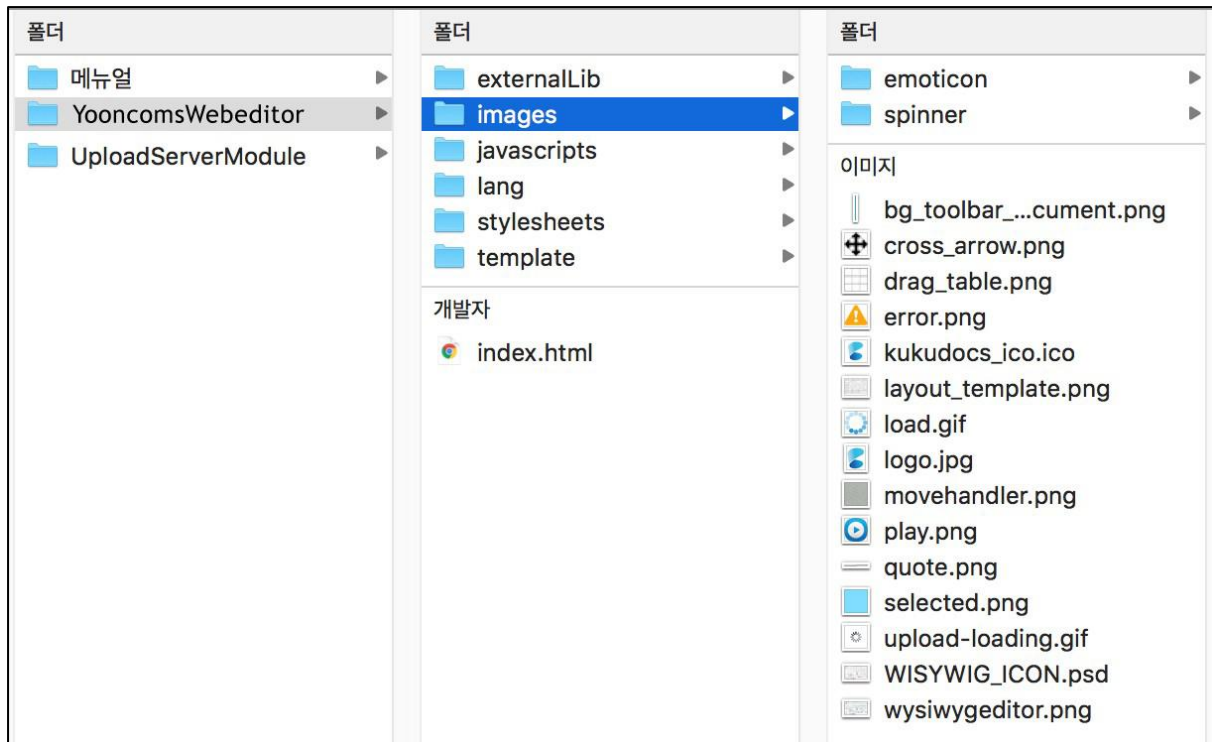 폴더
메뉴얼
YooncomsWebeditor
UploadServerModule
폴더
externalLib
images
javascripts
lang
stylesheets
template
개발자
index.html
폴더
emoticon
spinner
이미지
bg_toolbar_...cument.png
cross_arrow.png
drag_table.png
error.png
kukudocs_ico.ico
layout_template.png
load.gif
logo.jpg
movehandler.png
play.png
quote.png
selected.png
upload-loading.gif
WISYWIG_ICON.psd
wysiwygeditor.png